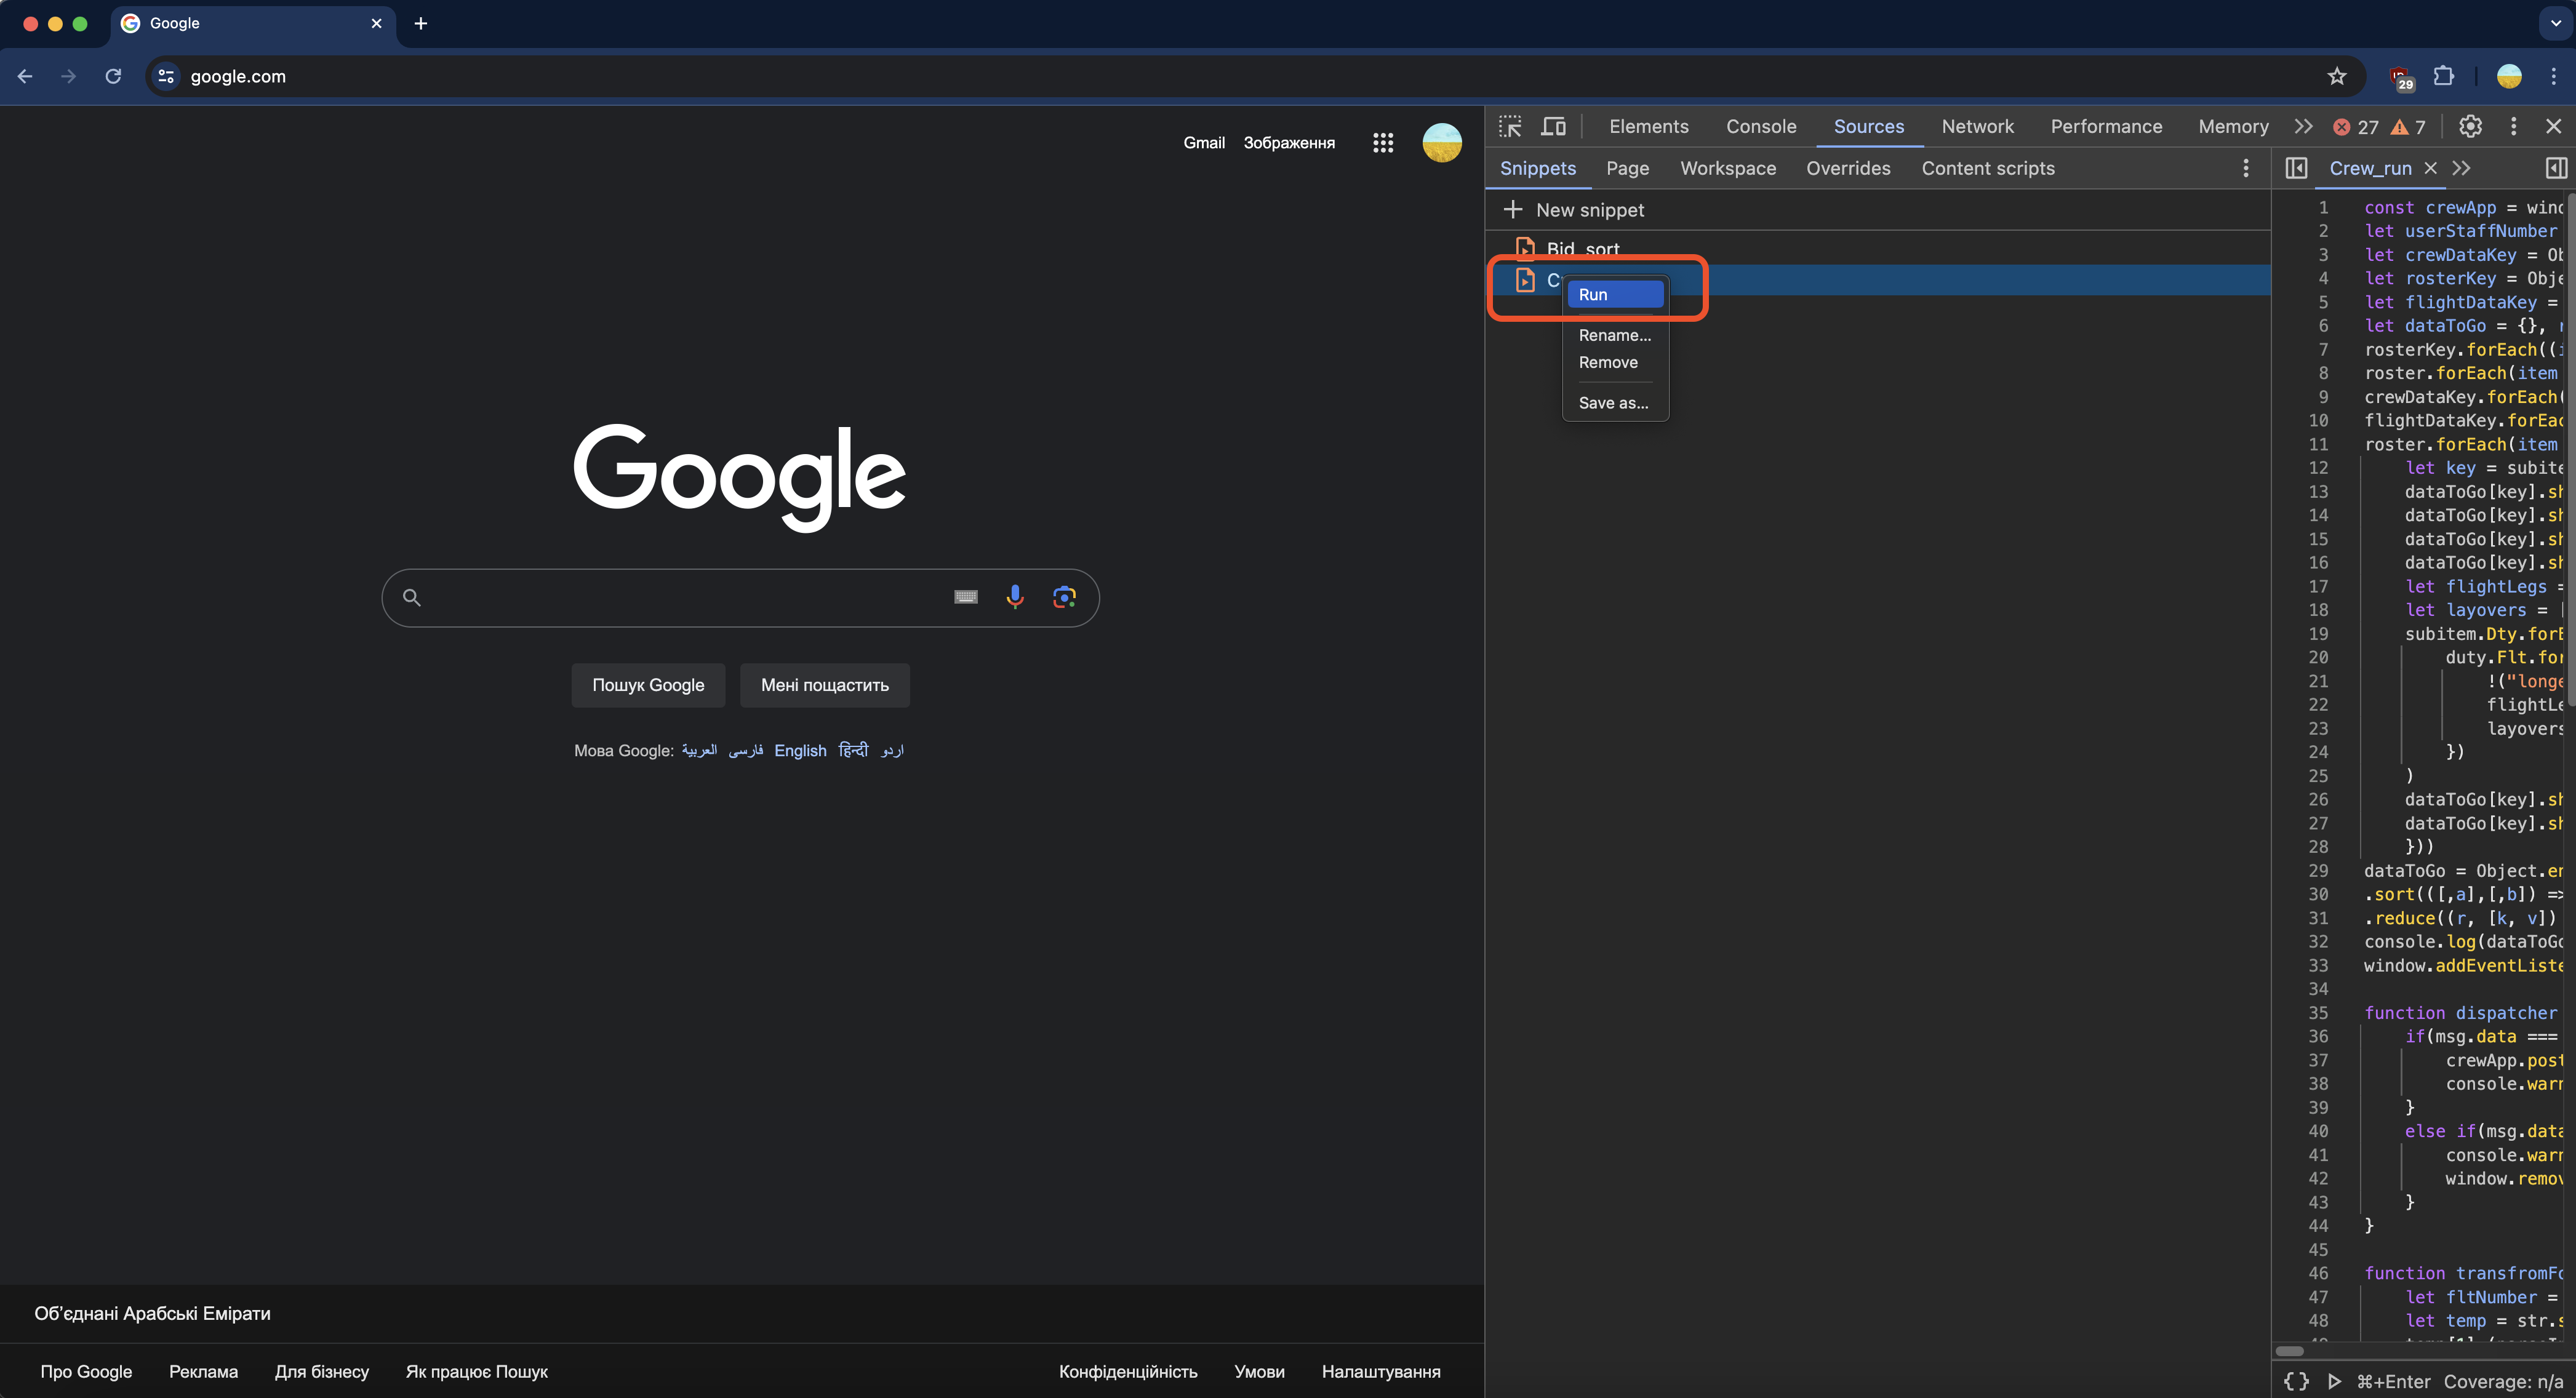 Google
google.com
29
Gmail Зображення
Google
Пошук Google Мені пощастить
Мова Google: العربية فارسی English हिन्दी اردو
Об’єднані Арабські Емірати
Про Google Реклама Для бізнесу Як працює Пошук Конфіденційність Умови Налаштування
Elements Console Sources Network Performance Memory 27 7
Snippets Page Workspace Overrides Content scripts
New snippet
Bid_sort
C
Run
Rename...
Remove
Save as...
Crew_run
1 const crewApp = wind
2 let userStaffNumber
3 let crewDataKey = Ob
4 let rosterKey = Obje
5 let flightDataKey =
6 let dataToGo = {}, r
7 rosterKey.forEach((i
8 roster.forEach(item
9 crewDataKey.forEach(
10 flightDataKey.forEac
11 roster.forEach(item
12 let key = subite
13 dataToGo[key].sh
14 dataToGo[key].sh
15 dataToGo[key].sh
16 dataToGo[key].sh
17 let flightLegs =
18 let layovers = [
19 subitem.Dty.forE
20 duty.Flt.for
21 !("longe
22 flightLe
23 layovers
24 })
25 )
26 dataToGo[key].sh
27 dataToGo[key].sh
28 }))
29 dataToGo = Object.en
30 .sort(([,a],[,b]) =>
31 .reduce((r, [k, v])
32 console.log(dataToGo
33 window.addEventListe
34
35 function dispatcher
36 if(msg.data ===
37 crewApp.post
38 console.warn
39 }
40 else if(msg.data
41 console.warn
42 window.remov
43 }
44 }
45
46 function transfromFo
47 let fltNumber =
48 let temp = str.s
{} ⌘+Enter Coverage: n/a